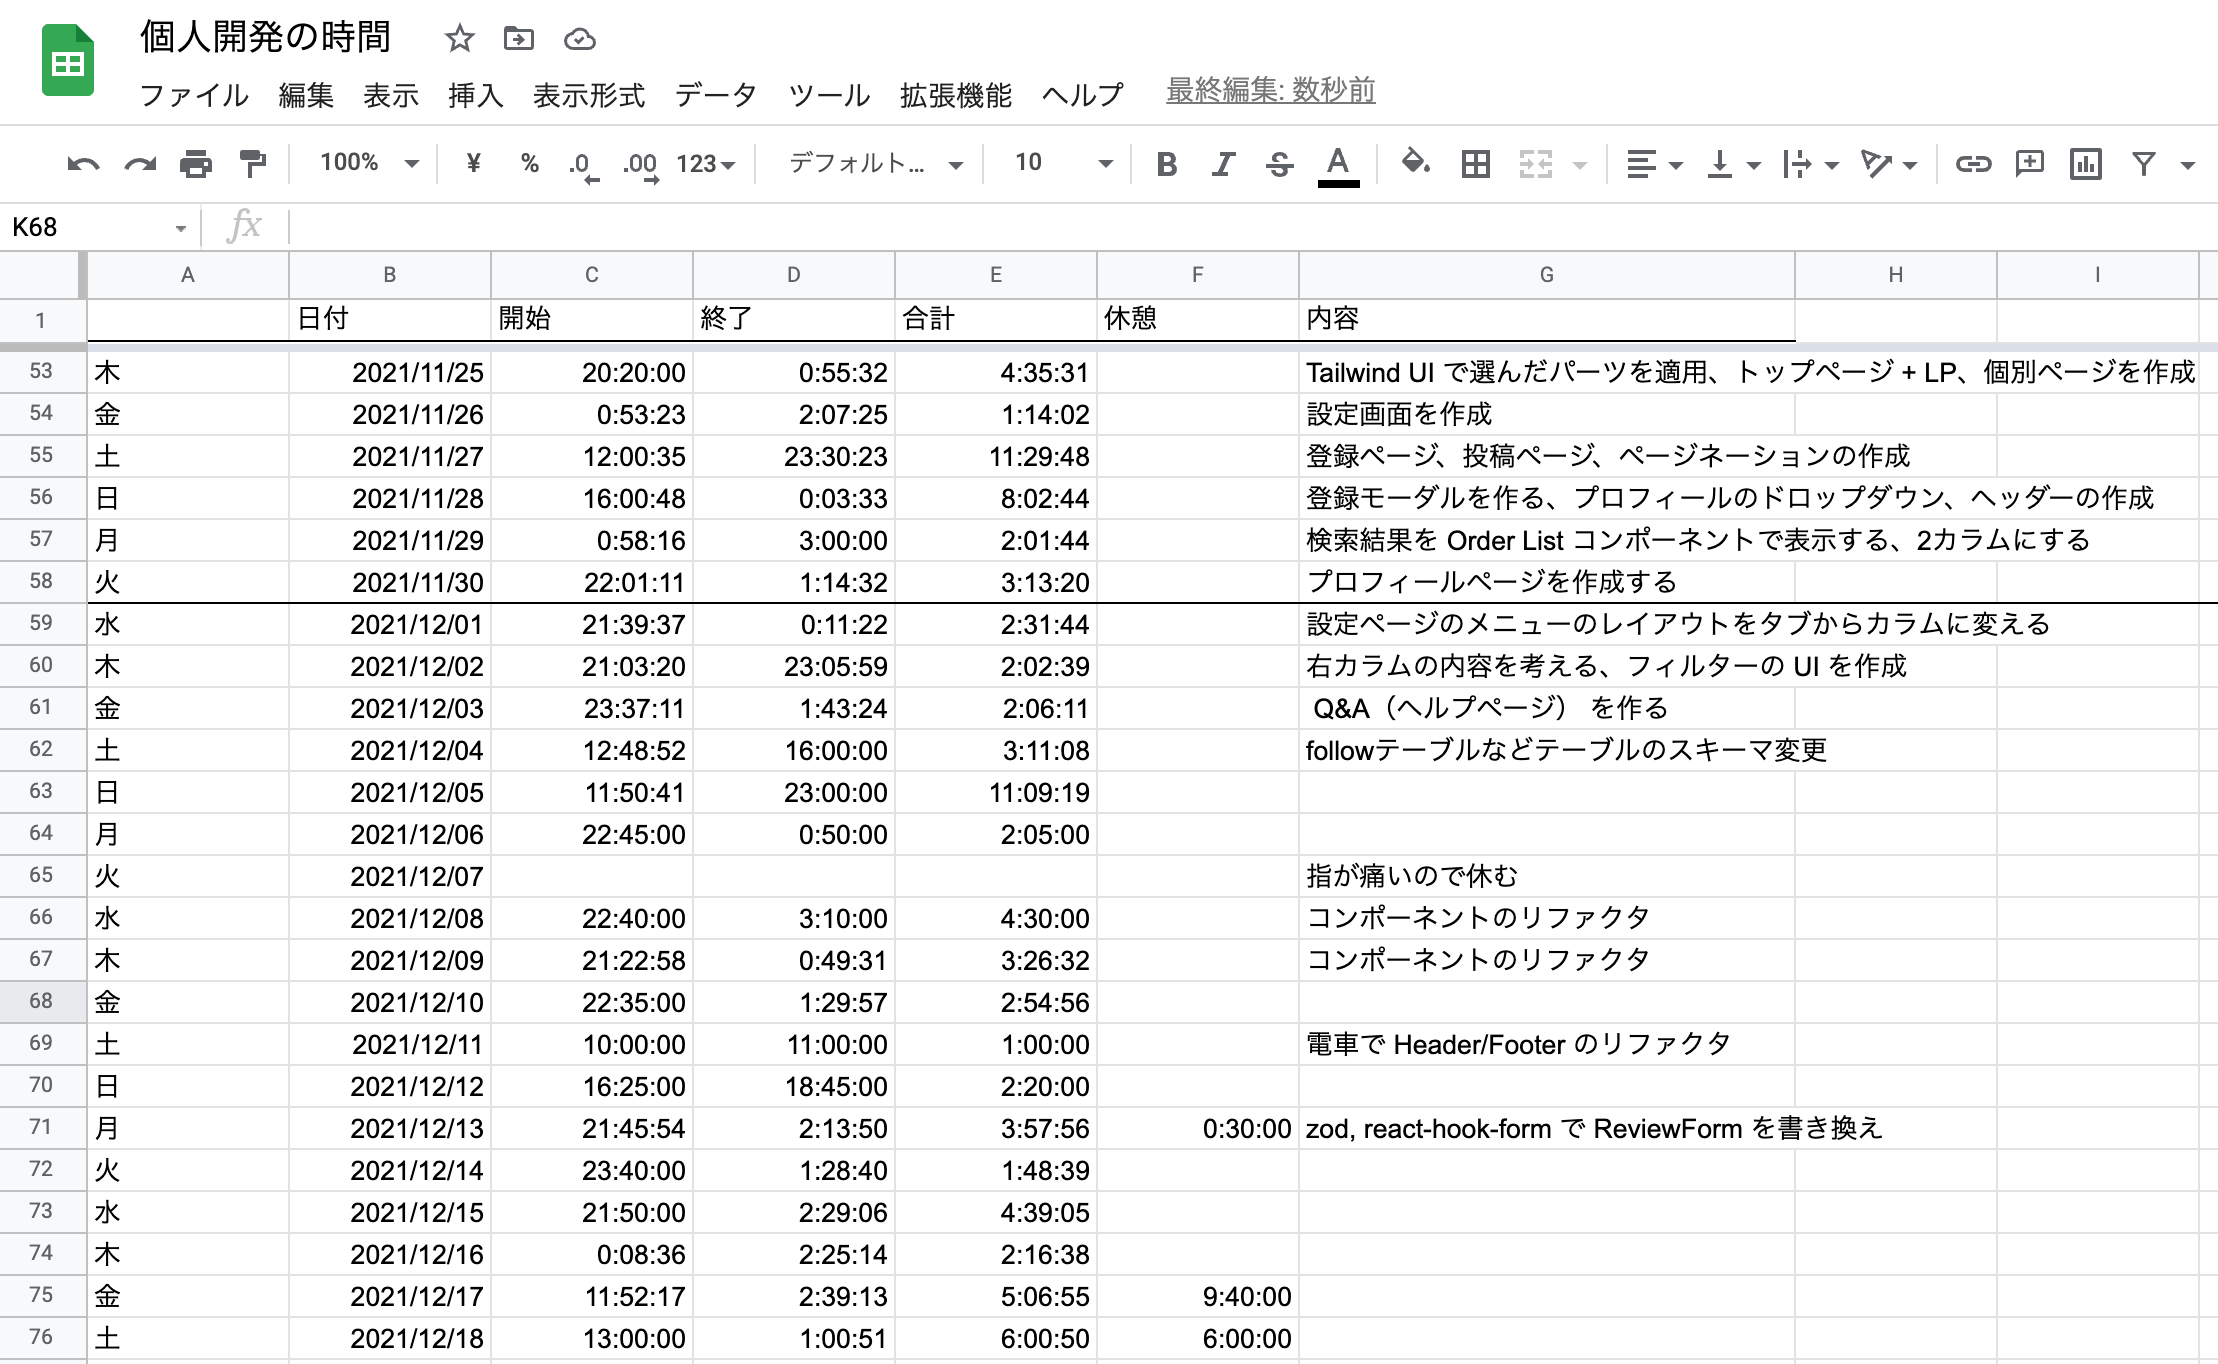 個人開発の時間
ファイル 編集 表示 挿入 表示形式 データ ツール 拡張機能 ヘルプ 最終編集: 数秒前
100% ¥ % .0 .00 123 デフォルト... 10 B I S A
K68 fx
A B C D E F G H I
1 日付 開始 終了 合計 休憩 内容
53 木 2021/11/25 20:20:00 0:55:32 4:35:31 Tailwind UI で選んだパーツを適用、トップページ + LP、個別ページを作成
54 金 2021/11/26 0:53:23 2:07:25 1:14:02 設定画面を作成
55 土 2021/11/27 12:00:35 23:30:23 11:29:48 登録ページ、投稿ページ、ページネーションの作成
56 日 2021/11/28 16:00:48 0:03:33 8:02:44 登録モーダルを作る、プロフィールのドロップダウン、ヘッダーの作成
57 月 2021/11/29 0:58:16 3:00:00 2:01:44 検索結果を Order List コンポーネントで表示する、2カラムにする
58 火 2021/11/30 22:01:11 1:14:32 3:13:20 プロフィールページを作成する
59 水 2021/12/01 21:39:37 0:11:22 2:31:44 設定ページのメニューのレイアウトをタブからカラムに変える
60 木 2021/12/02 21:03:20 23:05:59 2:02:39 右カラムの内容を考える、フィルターの UI を作成
61 金 2021/12/03 23:37:11 1:43:24 2:06:11 Q&A（ヘルプページ） を作る
62 土 2021/12/04 12:48:52 16:00:00 3:11:08 followテーブルなどテーブルのスキーマ変更
63 日 2021/12/05 11:50:41 23:00:00 11:09:19
64 月 2021/12/06 22:45:00 0:50:00 2:05:00
65 火 2021/12/07 指が痛いので休む
66 水 2021/12/08 22:40:00 3:10:00 4:30:00 コンポーネントのリファクタ
67 木 2021/12/09 21:22:58 0:49:31 3:26:32 コンポーネントのリファクタ
68 金 2021/12/10 22:35:00 1:29:57 2:54:56
69 土 2021/12/11 10:00:00 11:00:00 1:00:00 電車で Header/Footer のリファクタ
70 日 2021/12/12 16:25:00 18:45:00 2:20:00
71 月 2021/12/13 21:45:54 2:13:50 3:57:56 0:30:00 zod, react-hook-form で ReviewForm を書き換え
72 火 2021/12/14 23:40:00 1:28:40 1:48:39
73 水 2021/12/15 21:50:00 2:29:06 4:39:05
74 木 2021/12/16 0:08:36 2:25:14 2:16:38
75 金 2021/12/17 11:52:17 2:39:13 5:06:55 9:40:00
76 土 2021/12/18 13:00:00 1:00:51 6:00:50 6:00:00